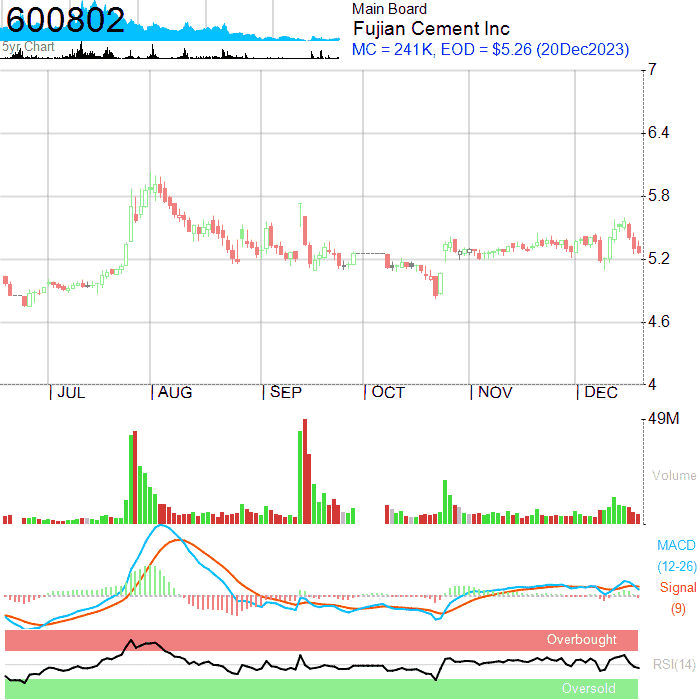 600802
5yr Chart
Main Board
Fujian Cement Inc
MC = 241K, EOD = $5.26 (20Dec2023)
7
6.4
5.8
5.2
4.6
4
JUL AUG SEP OCT NOV DEC
49M
Volume
MACD
(12-26)
Signal
(9)
Overbought
RSI(14)
Oversold